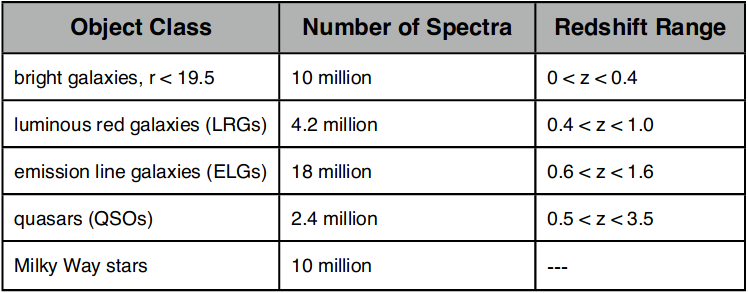 Object Class Number of Spectra Redshift Range
bright galaxies, r < 19.5 10 million 0 < z < 0.4
luminous red galaxies (LRGs) 4.2 million 0.4 < z < 1.0
emission line galaxies (ELGs) 18 million 0.6 < z < 1.6
quasars (QSOs) 2.4 million 0.5 < z < 3.5
Milky Way stars 10 million ---